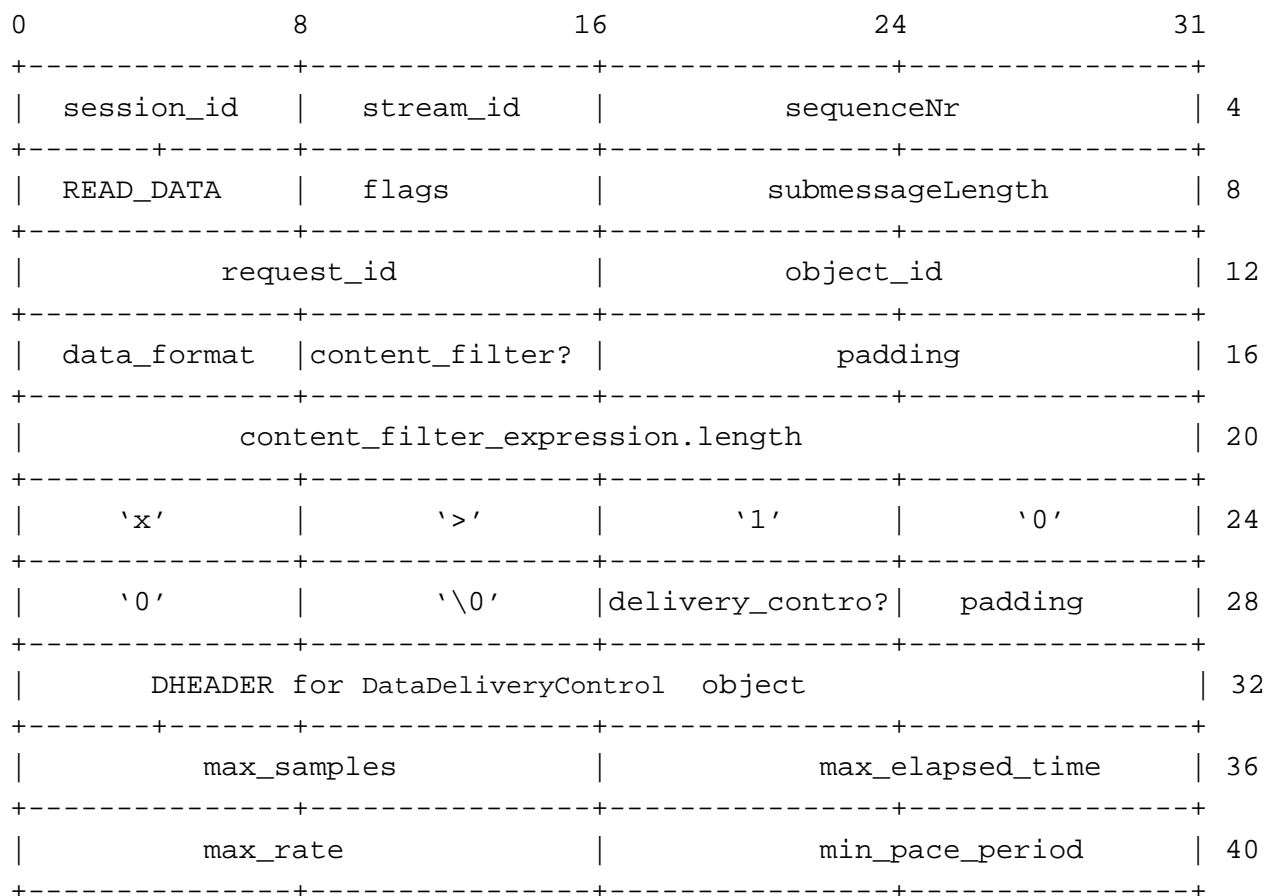 0 8 16 24 31
+---------------+---------------+---------------+---------------+
| session_id | stream_id | sequenceNr | 4
+-------+-------+---------------+---------------+---------------+
| READ_DATA | flags | submessageLength | 8
+---------------+---------------+---------------+---------------+
| request_id | object_id | 12
+---------------+---------------+---------------+---------------+
| data_format |content_filter? | padding | 16
+---------------+---------------+---------------+---------------+
| content_filter_expression.length | 20
+---------------+---------------+---------------+---------------+
| ‘x’ | ‘>’ | ‘1’ | ‘0’ | 24
+---------------+---------------+---------------+---------------+
| ‘0’ | ‘\0’ |delivery_contro?| padding | 28
+---------------+---------------+---------------+---------------+
| DHEADER for DataDeliveryControl object | 32
+-------+-------+---------------+---------------+---------------+
| max_samples | max_elapsed_time | 36
+---------------+---------------+---------------+---------------+
| max_rate | min_pace_period | 40
+---------------+---------------+---------------+---------------+